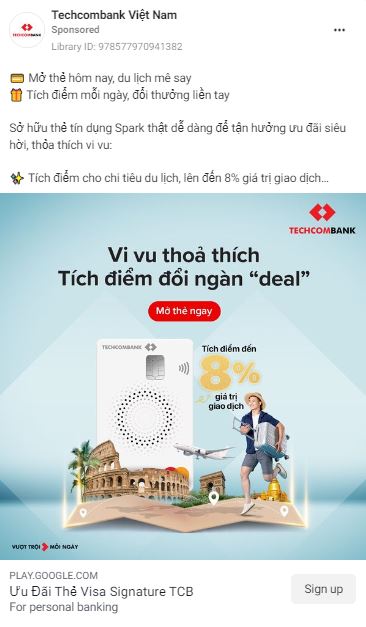 Techcombank Việt Nam
Sponsored
Library ID: 978577970941382
💳 Mở thẻ hôm nay, du lịch mê say
🎁 Tích điểm mỗi ngày, đổi thưởng liền tay
Sở hữu thẻ tín dụng Spark thật dễ dàng để tận hưởng ưu đãi siêu
hời, thỏa thích vi vu:
✨ Tích điểm cho chi tiêu du lịch, lên đến 8% giá trị giao dịch...
TECHCOMBANK
Vi vu thoả thích
Tích điểm đổi ngàn “deal”
Mở thẻ ngay
TECHCOMBANK
Tích điểm đến
8%
giá trị
giao dịch
VƯỢT TRỘI MỖI NGÀY
PLAY.GOOGLE.COM
Ưu Đãi Thẻ Visa Signature TCB
For personal banking
Sign up